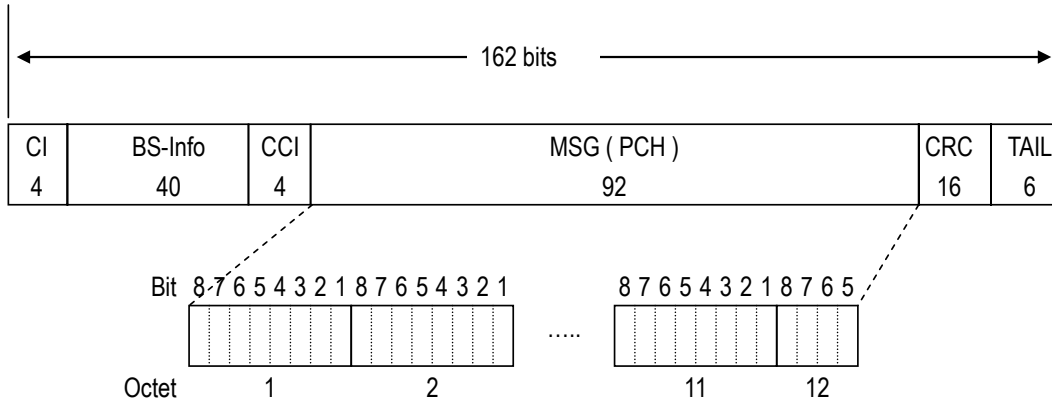 162 bits
CI BS-Info CCI MSG ( PCH ) CRC TAIL
4 40 4 92 16 6
Bit 8 7 6 5 4 3 2 1 8 7 6 5 4 3 2 1 8 7 6 5 4 3 2 1 8 7 6 5
.....
Octet 1 2 11 12